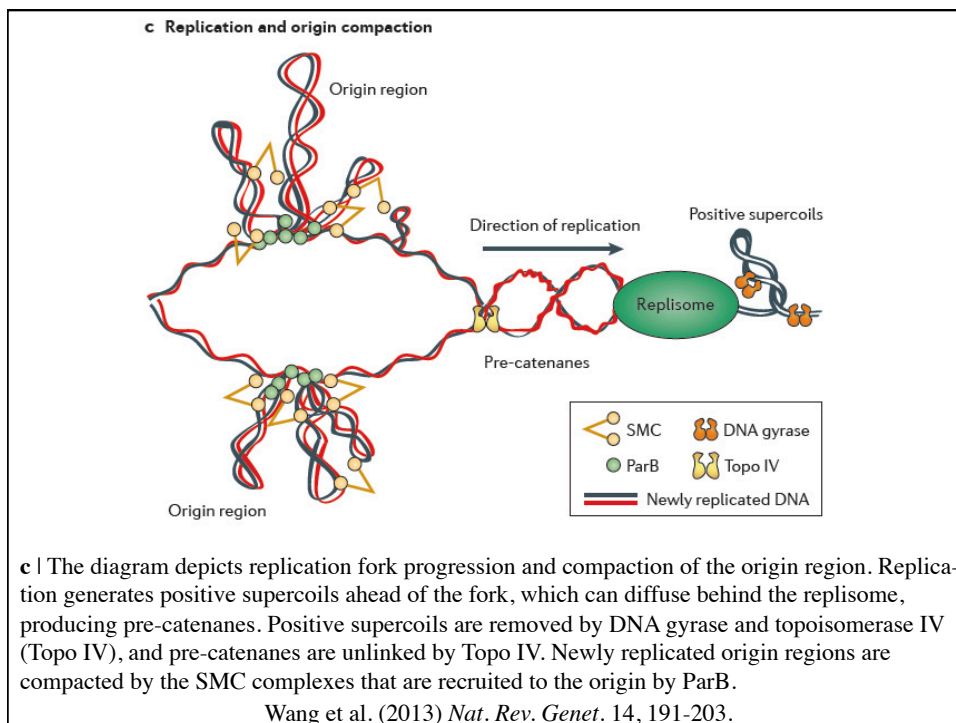 c Replication and origin compaction
Origin region
Direction of replication
Positive supercoils
Replisome
Pre-catenanes
SMC
DNA gyrase
ParB
Topo IV
Newly replicated DNA
Origin region
c | The diagram depicts replication fork progression and compaction of the origin region. Replica-
tion generates positive supercoils ahead of the fork, which can diffuse behind the replisome,
producing pre-catenanes. Positive supercoils are removed by DNA gyrase and topoisomerase IV
(Topo IV), and pre-catenanes are unlinked by Topo IV. Newly replicated origin regions are
compacted by the SMC complexes that are recruited to the origin by ParB.
Wang et al. (2013) Nat. Rev. Genet. 14, 191-203.